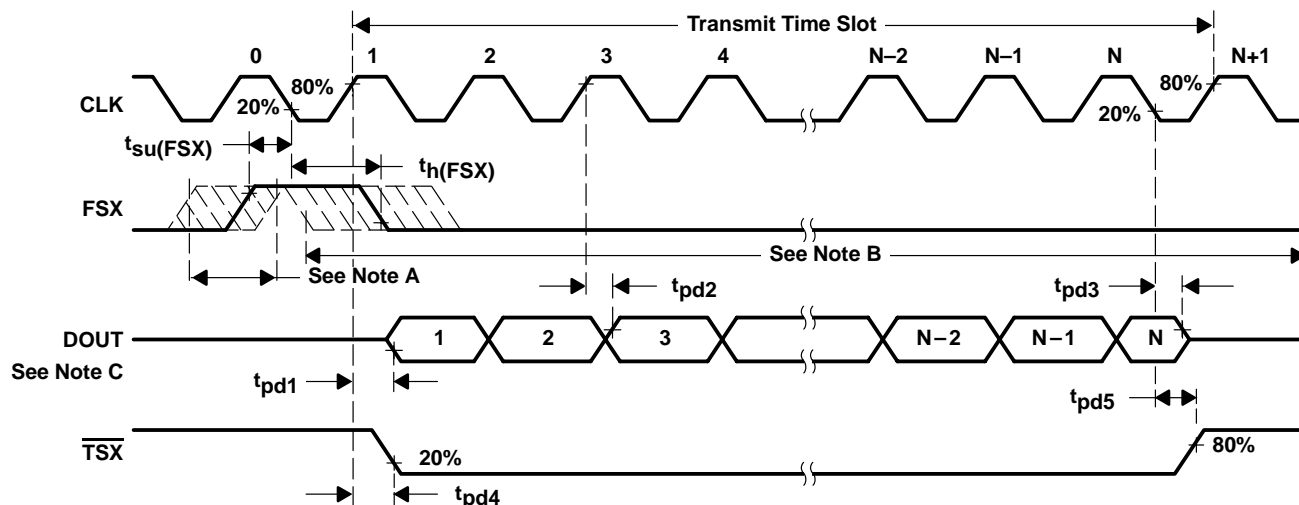 Transmit Time Slot
0 1 2 3 4 N–2 N–1 N N+1
CLK
20%
80%
20%
80%
tsu(FSX)
th(FSX)
FSX
See Note A
See Note B
tpd2
tpd3
DOUT
1 2 3 N–2 N–1 N
See Note C
tpd1
tpd5
TSX
20%
80%
tpd4